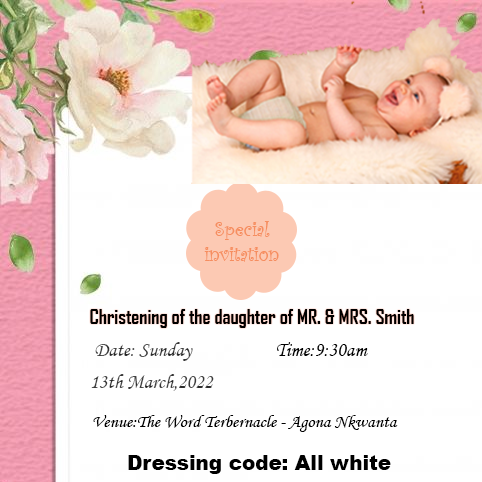 Special
invitation
Christening of the daughter of MR. & MRS. Smith
Date: Sunday Time:9:30am
13th March,2022
Venue:The Word Terbernacle - Agona Nkwanta
Dressing code: All white